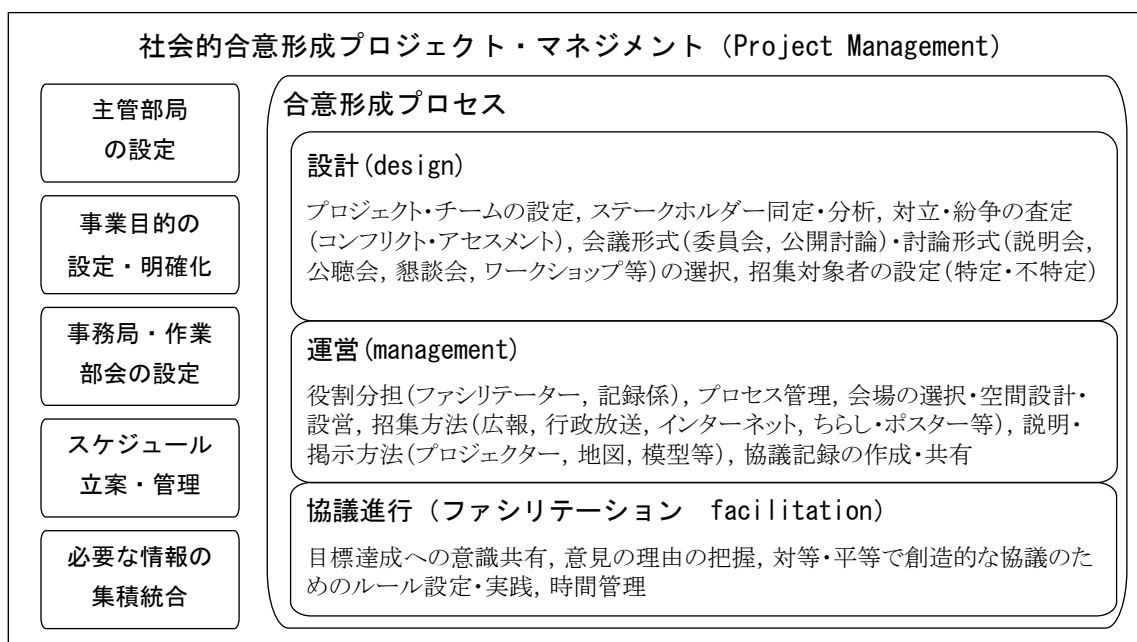 社会的合意形成プロジェクト・マネジメント (Project Management)
主管部局
の設定
事業目的の
設定・明確化
事務局・作業
部会の設定
スケジュール
立案・管理
必要な情報の
集積統合
合意形成プロセス
設計(design)
プロジェクト・チームの設定, ステークホルダー同定・分析, 対立・紛争の査定
(コンフリクト・アセスメント), 会議形式(委員会, 公開討論)・討論形式(説明会,
公聴会, 懇談会, ワークショップ等)の選択, 招集対象者の設定(特定・不特定)
運営(management)
役割分担(ファシリテーター, 記録係), プロセス管理, 会場の選択・空間設計・
設営, 招集方法(広報, 行政放送, インターネット, ちらし・ポスター等), 説明・
掲示方法(プロジェクター, 地図, 模型等), 協議記録の作成・共有
協議進行 (ファシリテーション　facilitation)
目標達成への意識共有, 意見の理由の把握, 対等・平等で創造的な協議のた
めのルール設定・実践, 時間管理